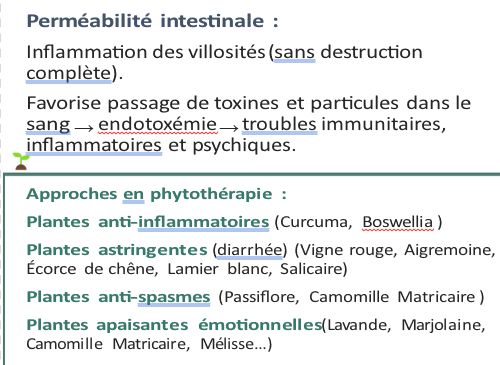 Perméabilité intestinale :
Inflammation des villosités (sans destruction
complète).
Favorise passage de toxines et particules dans le
sang → endotoxémie → troubles immunitaires,
inflammatoires et psychiques.
Approches en phytothérapie :
Plantes anti-inflammatoires (Curcuma, Boswellia )
Plantes astringentes (diarrhée) (Vigne rouge, Aigremoine,
Écorce de chêne, Lamier blanc, Salicaire)
Plantes anti-spasmes (Passiflore, Camomille Matricaire )
Plantes apaisantes émotionnelles(Lavande, Marjolaine,
Camomille Matricaire, Mélisse...)